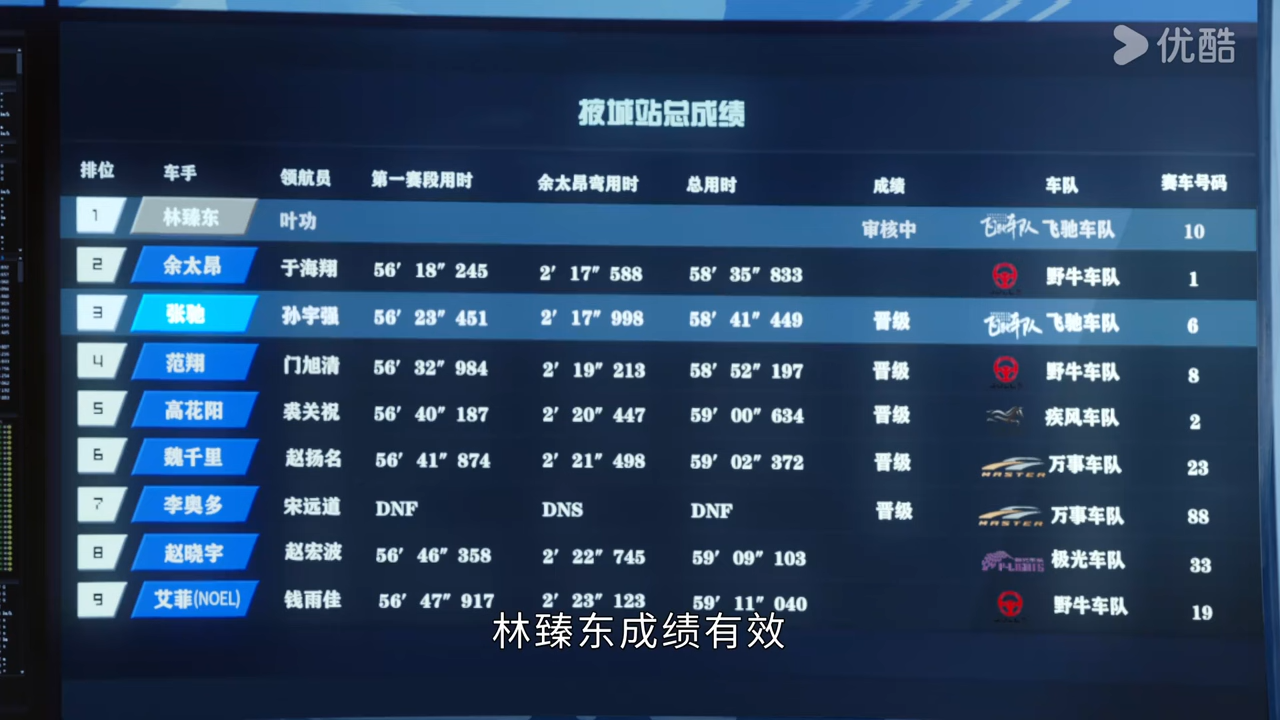 优酷
掖城站总成绩
排位 车手 领航员 第一赛段用时 余太昂弯用时 总用时 成绩 车队 赛车号码
1 林臻东 叶功 审核中 飞驰车队 飞驰车队 10
2 余太昂 于海翔 56′ 18″ 245 2′ 17″ 588 58′ 35″ 833 野牛车队 1
3 张驰 孙宇强 56′ 23″ 451 2′ 17″ 998 58′ 41″ 449 晋级 飞驰车队 飞驰车队 6
4 范翔 门旭清 56′ 32″ 984 2′ 19″ 213 58′ 52″ 197 晋级 野牛车队 8
5 高花阳 裘关祝 56′ 40″ 187 2′ 20″ 447 59′ 00″ 634 晋级 疾风车队 2
6 魏千里 赵扬名 56′ 41″ 874 2′ 21″ 498 59′ 02″ 372 晋级 MASTER 万事车队 23
7 李奥多 宋远道 DNF DNS DNF 晋级 MASTER 万事车队 88
8 赵晓宇 赵宏波 56′ 46″ 358 2′ 22″ 745 59′ 09″ 103 极光车队 33
9 艾菲(NOEL) 钱雨佳 56′ 47″ 917 2′ 23″ 123 59′ 11″ 040 野牛车队 19
林臻东成绩有效